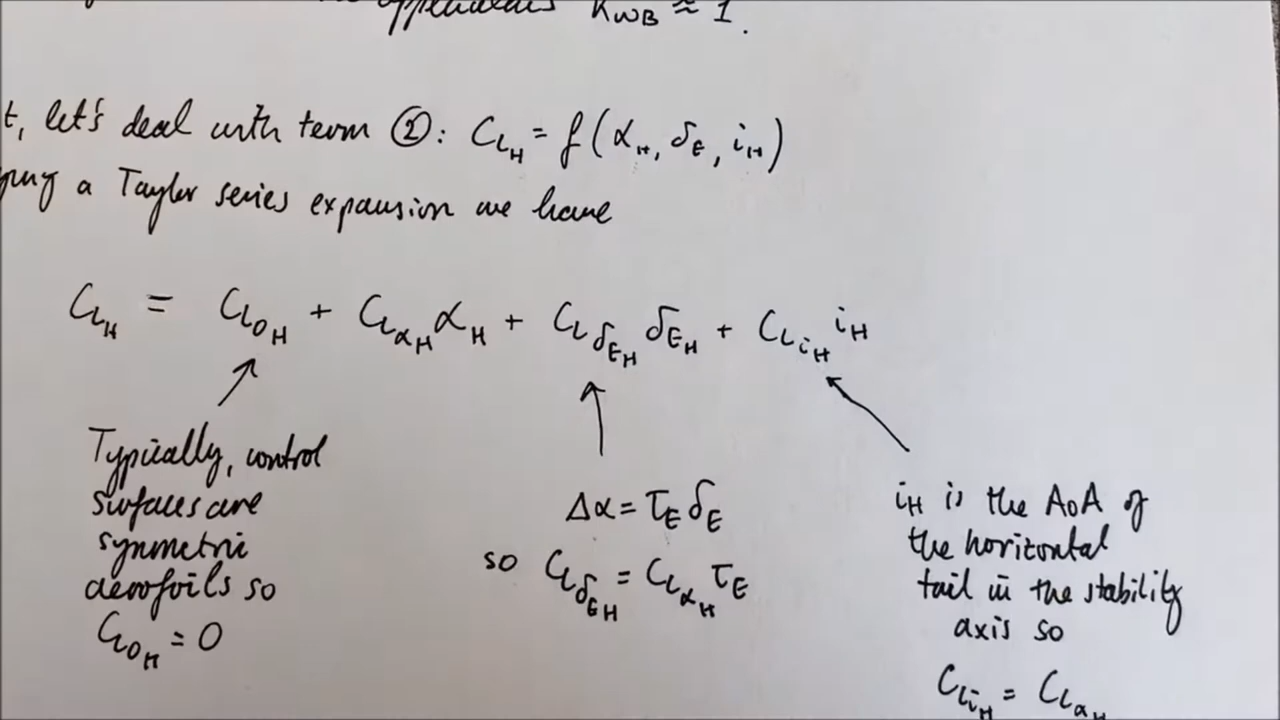 K_WB ≈ 1.
let's deal with term ②: C_{L_H} = f(α_H, δ_E, i_H)
a Taylor series expansion we have
C_{L_H} = C_{L_{0_H}} + C_{L_{α_H}} α_H + C_{L_{δ_{E_H}}} δ_{E_H} + C_{L_{i_H}} i_H
Typically, control
surfaces are
symmetric
aerofoils so
C_{L_{0_H}} = 0
Δα = τ_E δ_E
so C_{L_{δ_{E_H}}} = C_{L_{α_H}} τ_E
i_H is the AoA of
the horizontal
tail in the stability
axis so
C_{L_{i_H}} = C_{L_{α_H}}